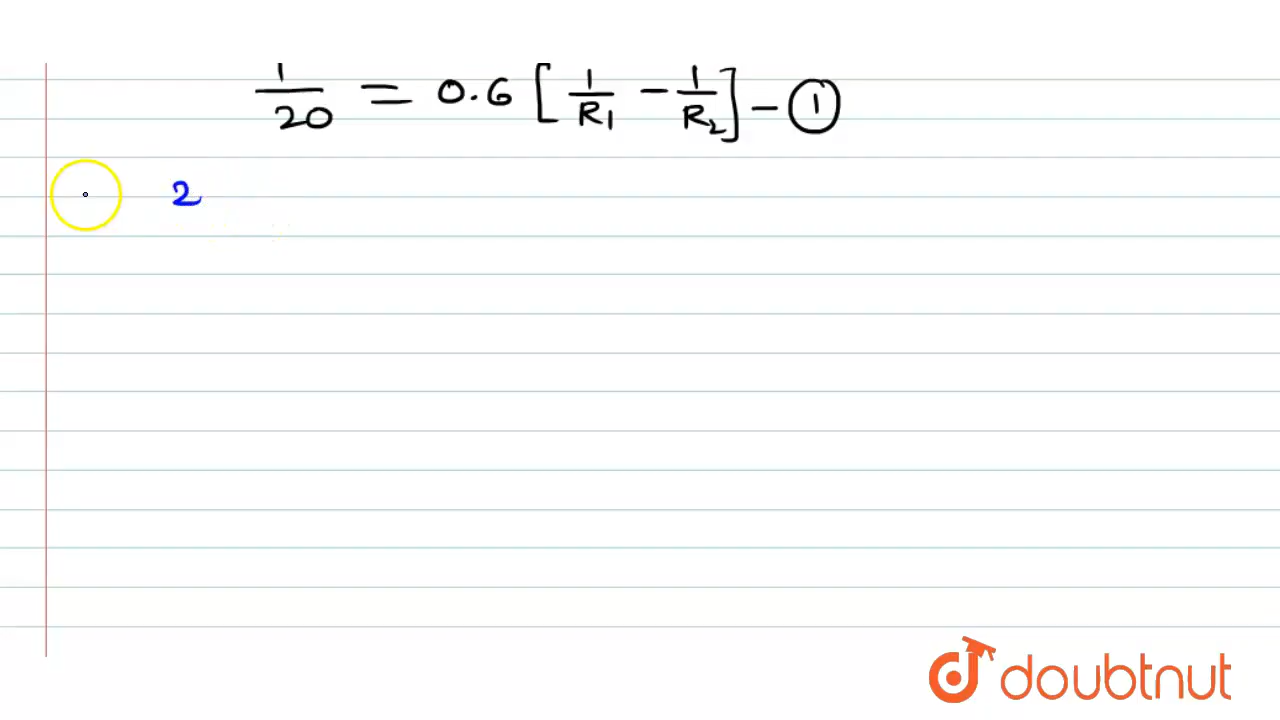 1/20 = 0.6 [1/R1 - 1/R2] - ①
2
doubtnut